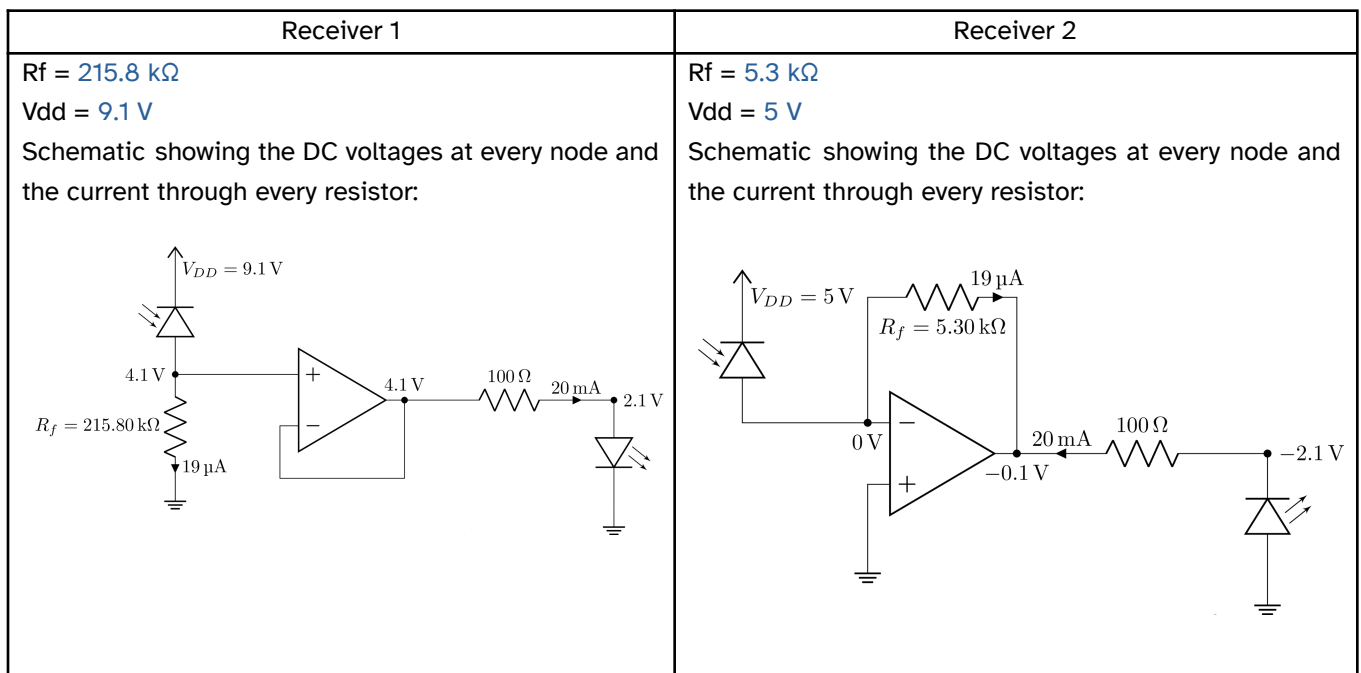 Receiver 1
Rf = 215.8 kΩ
Vdd = 9.1 V
Schematic showing the DC voltages at every node and
the current through every resistor:
V_DD = 9.1 V
4.1 V
R_f = 215.80 kΩ
19 µA
+
−
4.1 V
100 Ω
20 mA
2.1 V
Receiver 2
Rf = 5.3 kΩ
Vdd = 5 V
Schematic showing the DC voltages at every node and
the current through every resistor:
V_DD = 5 V
19 µA
R_f = 5.30 kΩ
0 V
−
+
−0.1 V
20 mA
100 Ω
−2.1 V